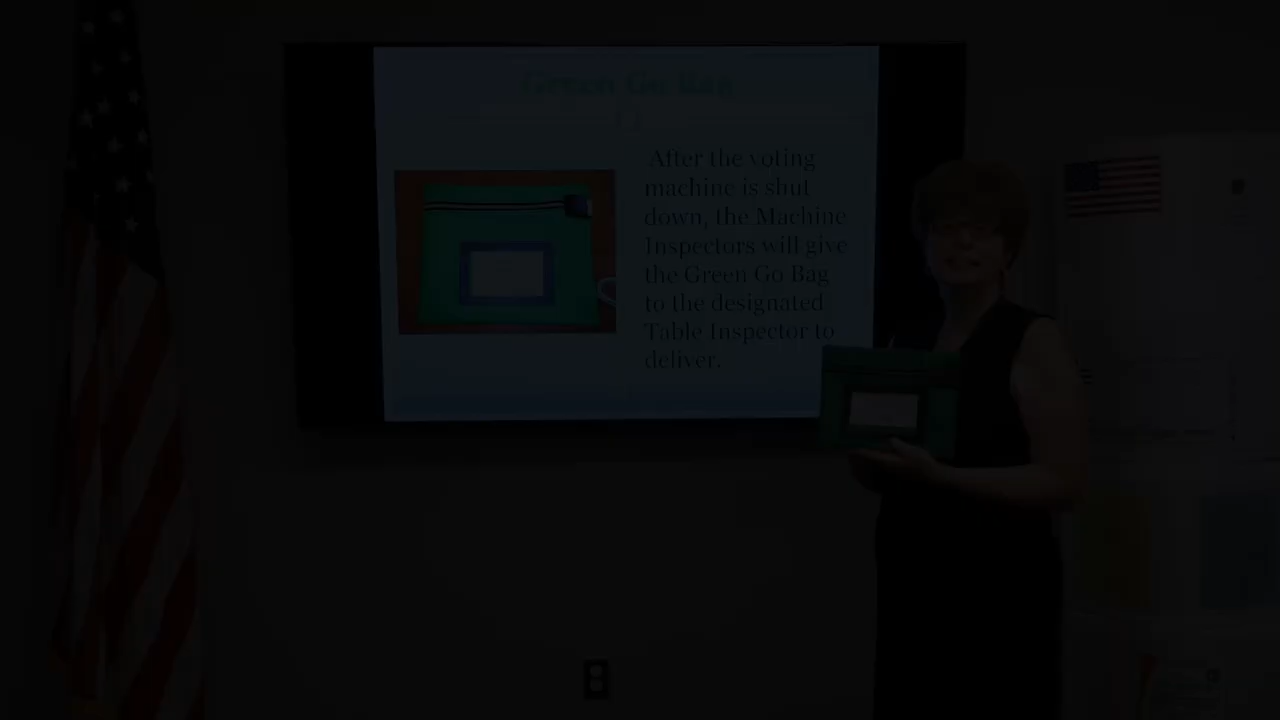 Green Go Bag
After the voting
machine is shut
down, the Machine
Inspectors will give
the Green Go Bag
to the designated
Table Inspector to
deliver.